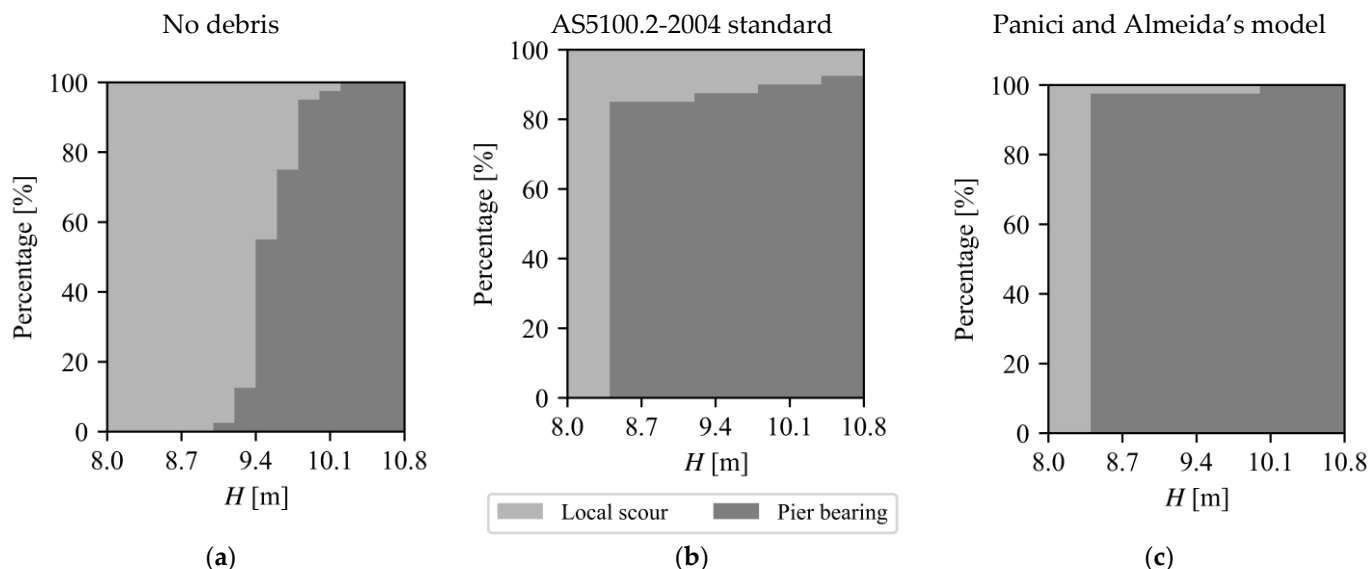 No debris
100
80
60
40
20
0
Percentage [%]
8.0 8.7 9.4 10.1 10.8
H [m]
(a)
AS5100.2-2004 standard
100
80
60
40
20
0
Percentage [%]
8.0 8.7 9.4 10.1 10.8
H [m]
Local scour Pier bearing
(b)
Panici and Almeida’s model
100
80
60
40
20
0
Percentage [%]
8.0 8.7 9.4 10.1 10.8
H [m]
(c)